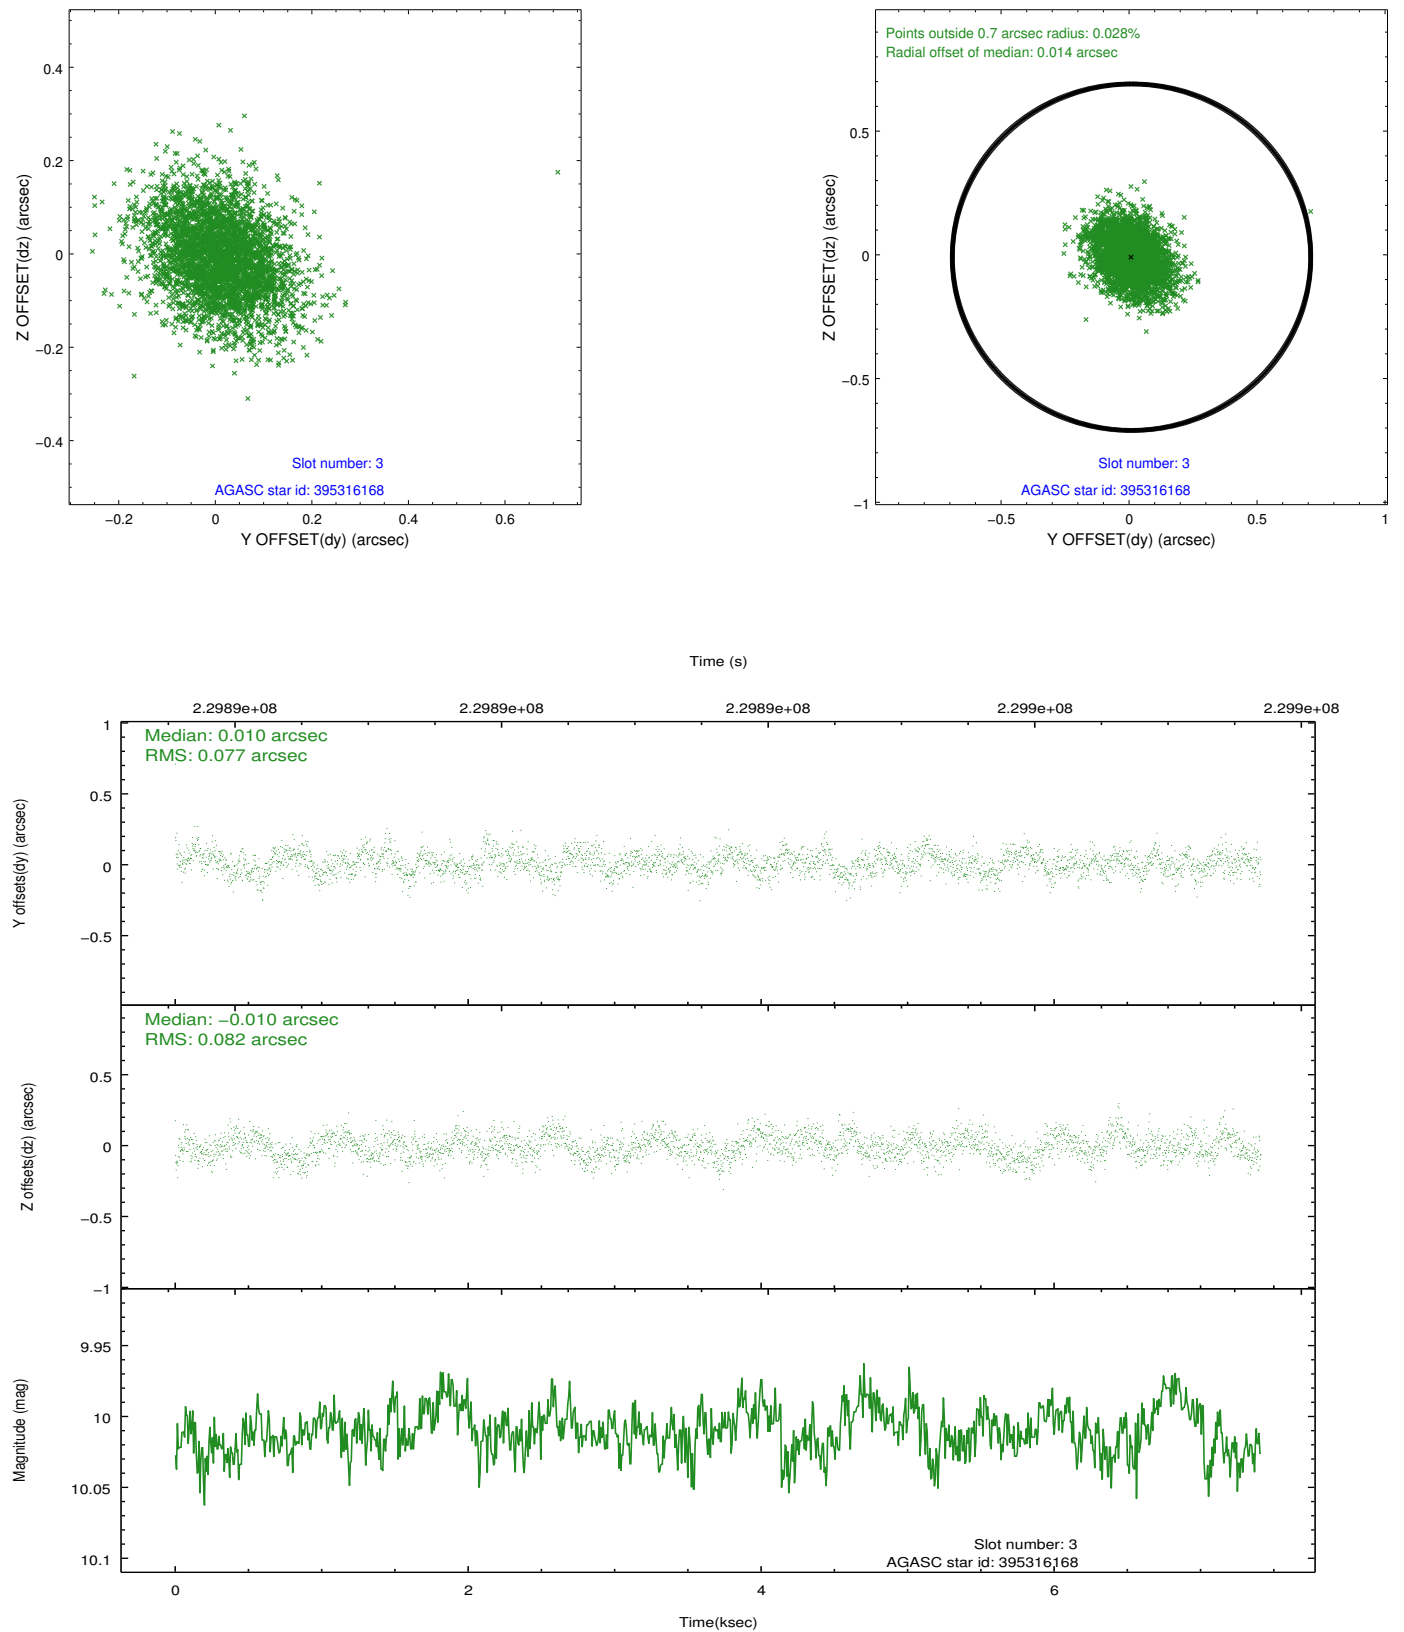 0.4
0.2
0
−0.2
−0.4
Z OFFSET(dz) (arcsec)
Slot number: 3
AGASC star id: 395316168
−0.2
0
0.2
0.4
0.6
Y OFFSET(dy) (arcsec)
Points outside 0.7 arcsec radius: 0.028%
Radial offset of median: 0.014 arcsec
0.5
0
−0.5
−1
Z OFFSET(dz) (arcsec)
Slot number: 3
AGASC star id: 395316168
−0.5
0
0.5
1
Y OFFSET(dy) (arcsec)
Time (s)
2.2989e+08
2.2989e+08
2.2989e+08
2.299e+08
2.299e+08
Median: 0.010 arcsec
RMS: 0.077 arcsec
1
0.5
0
−0.5
Y offsets(dy) (arcsec)
Median: −0.010 arcsec
RMS: 0.082 arcsec
0.5
0
−0.5
−1
Z offsets(dz) (arcsec)
9.95
10
10.05
10.1
Magnitude (mag)
Slot number: 3
AGASC star id: 395316168
0
2
4
6
Time(ksec)